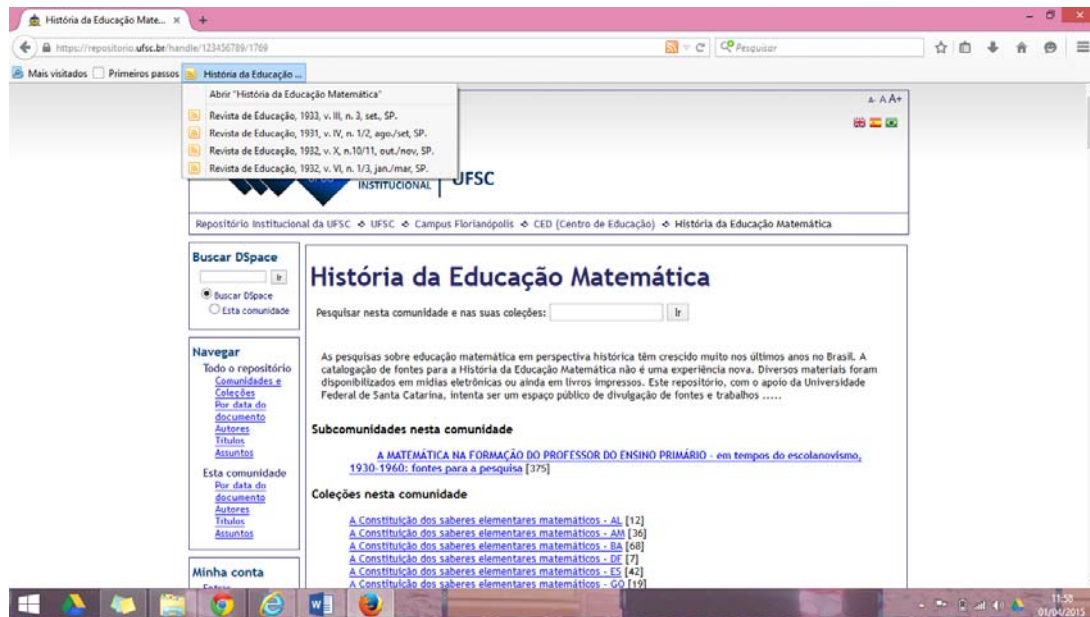 História da Educação Mate... × +
https://repositorio.ufsc.br/handle/123456789/1769
Pesquisar
Mais visitados Primeiros passos História da Educação ...
Abrir "História da Educação Matemática"
Revista de Educação, 1933, v. III, n. 3, set., SP.
Revista de Educação, 1931, v. IV, n. 1/2, ago./set, SP.
Revista de Educação, 1932, v. X, n.10/11, out./nov, SP.
Revista de Educação, 1932, v. VI, n. 1/3, jan./mar, SP.
A- A A+
INSTITUCIONAL
UFSC
Repositório Institucional da UFSC UFSC Campus Florianópolis CED (Centro de Educação) História da Educação Matemática
Buscar DSpace
Ir
Buscar DSpace
Esta comunidade
Navegar
Todo o repositório
Comunidades e
Coleções
Por data do
documento
Autores
Títulos
Assuntos
Esta comunidade
Por data do
documento
Autores
Títulos
Assuntos
Minha conta
Entrar
História da Educação Matemática
Pesquisar nesta comunidade e nas suas coleções: Ir
As pesquisas sobre educação matemática em perspectiva histórica têm crescido muito nos últimos anos no Brasil. A
catalogação de fontes para a História da Educação Matemática não é uma experiência nova. Diversos materiais foram
disponibilizados em mídias eletrônicas ou ainda em livros impressos. Este repositório, com o apoio da Universidade
Federal de Santa Catarina, intenta ser um espaço público de divulgação de fontes e trabalhos .....
Subcomunidades nesta comunidade
A MATEMÁTICA NA FORMAÇÃO DO PROFESSOR DO ENSINO PRIMÁRIO - em tempos do escolanovismo,
1930-1960: fontes para a pesquisa [375]
Coleções nesta comunidade
A Constituição dos saberes elementares matemáticos - AL [12]
A Constituição dos saberes elementares matemáticos - AM [36]
A Constituição dos saberes elementares matemáticos - BA [68]
A Constituição dos saberes elementares matemáticos - DF [7]
A Constituição dos saberes elementares matemáticos - ES [42]
A Constituição dos saberes elementares matemáticos - GO [19]
11:58
01/04/2015